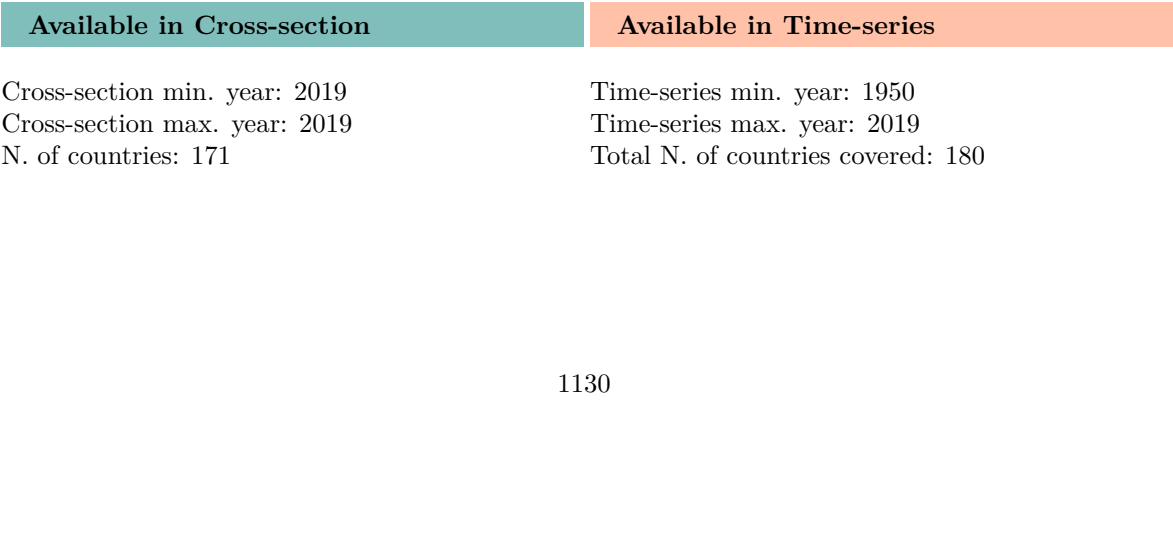 Available in Cross-section
Available in Time-series
Cross-section min. year: 2019
Cross-section max. year: 2019
N. of countries: 171
Time-series min. year: 1950
Time-series max. year: 2019
Total N. of countries covered: 180
1130